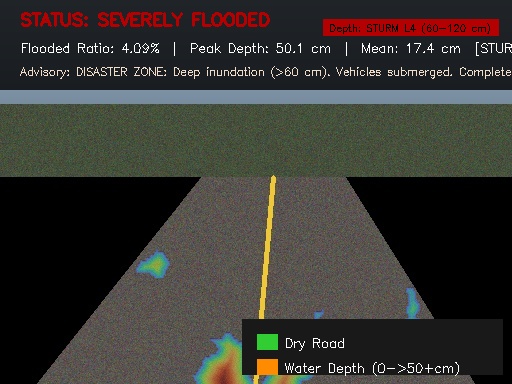 STATUS: SEVERELY FLOODED
Depth: STURM L4 (60-120 cm)
Flooded Ratio: 4.09% | Peak Depth: 50.1 cm | Mean: 17.4 cm [STUR
Advisory: DISASTER ZONE: Deep inundation (>60 cm). Vehicles submerged. Complete
Dry Road
Water Depth (0->50+cm)